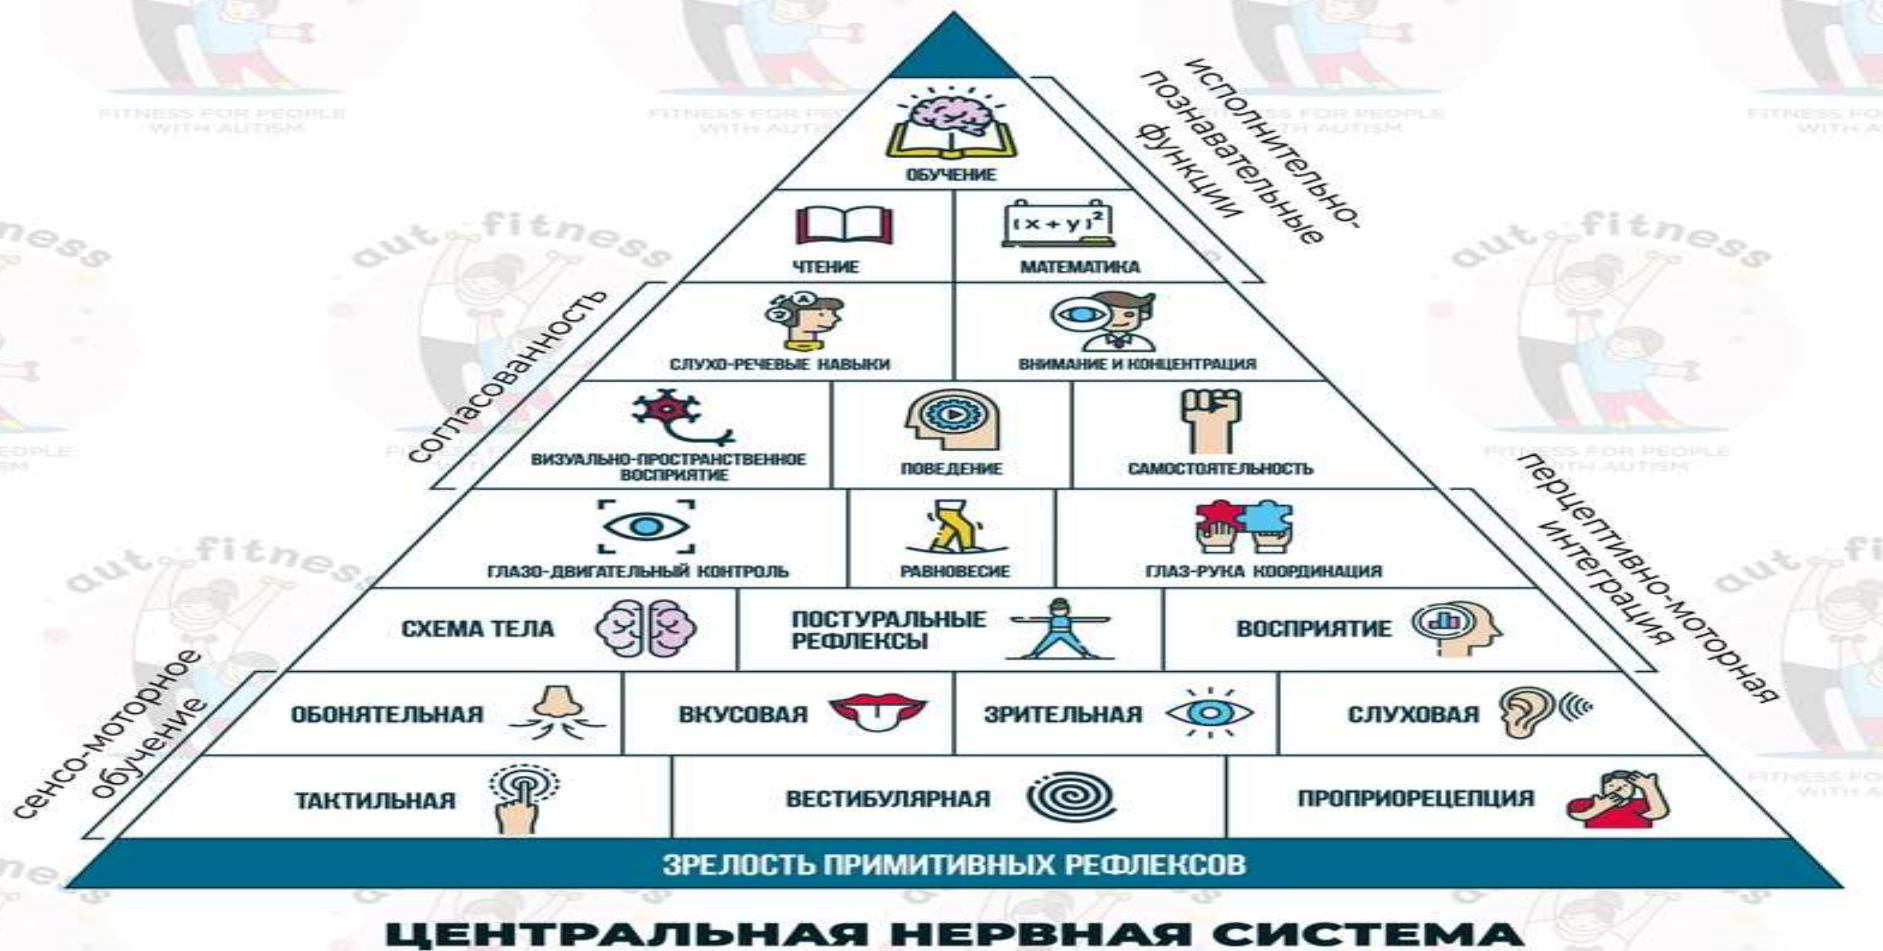 ОБУЧЕНИЕ
исполнительно-
познавательные
функции
ЧТЕНИЕ
(x+y)²
МАТЕМАТИКА
A
СЛУХО-РЕЧЕВЫЕ НАВЫКИ
ВНИМАНИЕ И КОНЦЕНТРАЦИЯ
согласованность
ВИЗУАЛЬНО-ПРОСТРАНСТВЕННОЕ
ВОСПРИЯТИЕ
ПОВЕДЕНИЕ
САМОСТОЯТЕЛЬНОСТЬ
ГЛАЗО-ДВИГАТЕЛЬНЫЙ КОНТРОЛЬ
РАВНОВЕСИЕ
ГЛАЗ-РУКА КООРДИНАЦИЯ
перцептивно-моторная
интеграция
СХЕМА ТЕЛА
ПОСТУРАЛЬНЫЕ
РЕФЛЕКСЫ
ВОСПРИЯТИЕ
сенсо-моторное
обучение
ОБОНЯТЕЛЬНАЯ
ВКУСОВАЯ
ЗРИТЕЛЬНАЯ
СЛУХОВАЯ
ТАКТИЛЬНАЯ
ВЕСТИБУЛЯРНАЯ
ПРОПРИОРЕЦЕПЦИЯ
ЗРЕЛОСТЬ ПРИМИТИВНЫХ РЕФЛЕКСОВ
ЦЕНТРАЛЬНАЯ НЕРВНАЯ СИСТЕМА
aut fitness
FITNESS FOR PEOPLE
WITH AUTISM